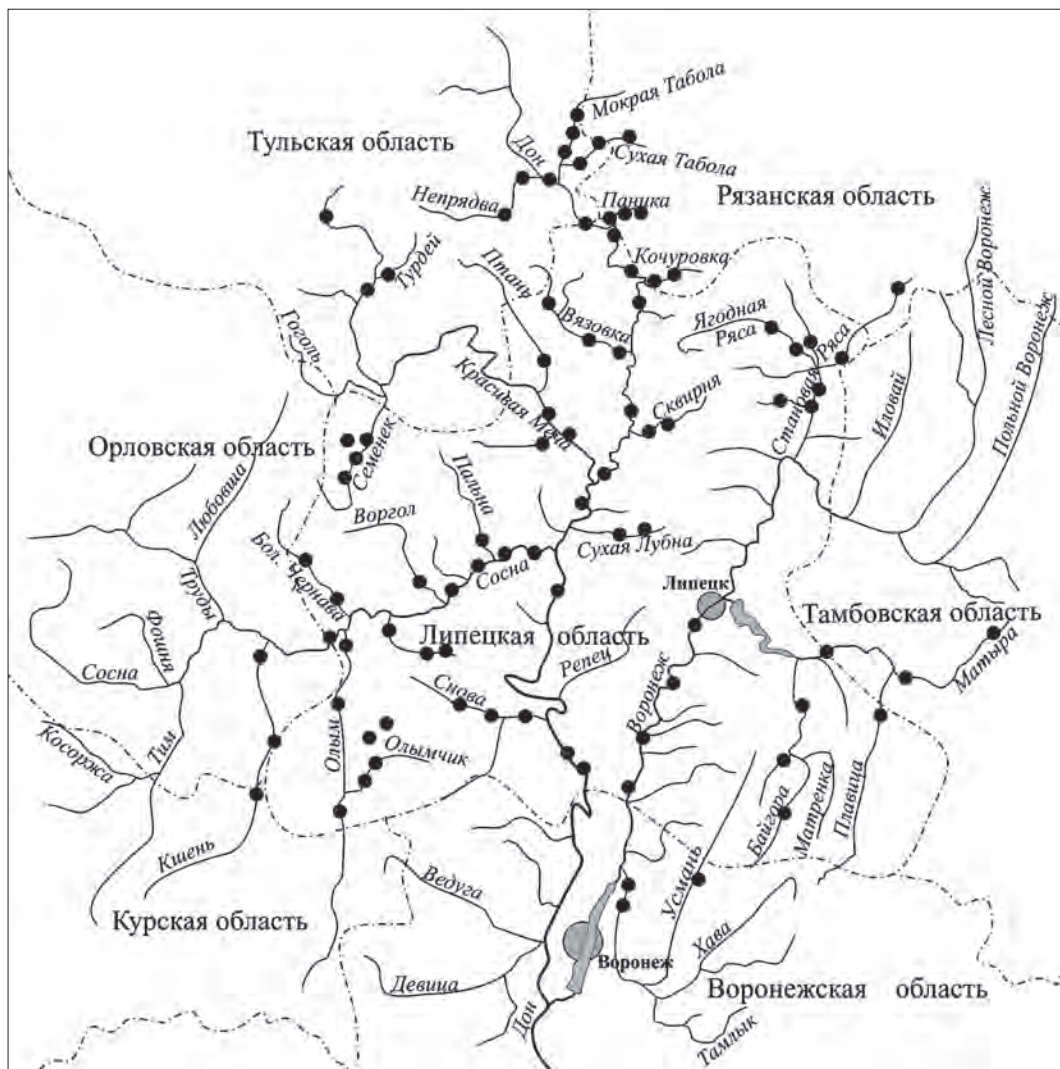 Мокрая Табола
Тульская область
Дон
Сухая Табола
Непрядва
Паника
Рязанская область
Турдей
Птань
Кочуровка
Лесной Воронеж
Гоголь
Вязовка
Ягодная
Ряса
Становая Ряса
Иловай
Польной Воронеж
Красивая Меча
Сквирня
Орловская область
Семенек
Любовша
Пальна
Воргол
Бол. Чернава
Сосна
Сухая Лубна
Труды
Липецк
Фошня
Липецкая область
Тамбовская область
Репец
Матыра
Сосна
Снова
Воронеж
Косоржа
Тим
Олым
Олымчик
Байгара
Матренка
Плавица
Кшень
Ведуга
Усмань
Курская область
Хава
Воронеж
Девица
Воронежская область
Дон
Тамлык